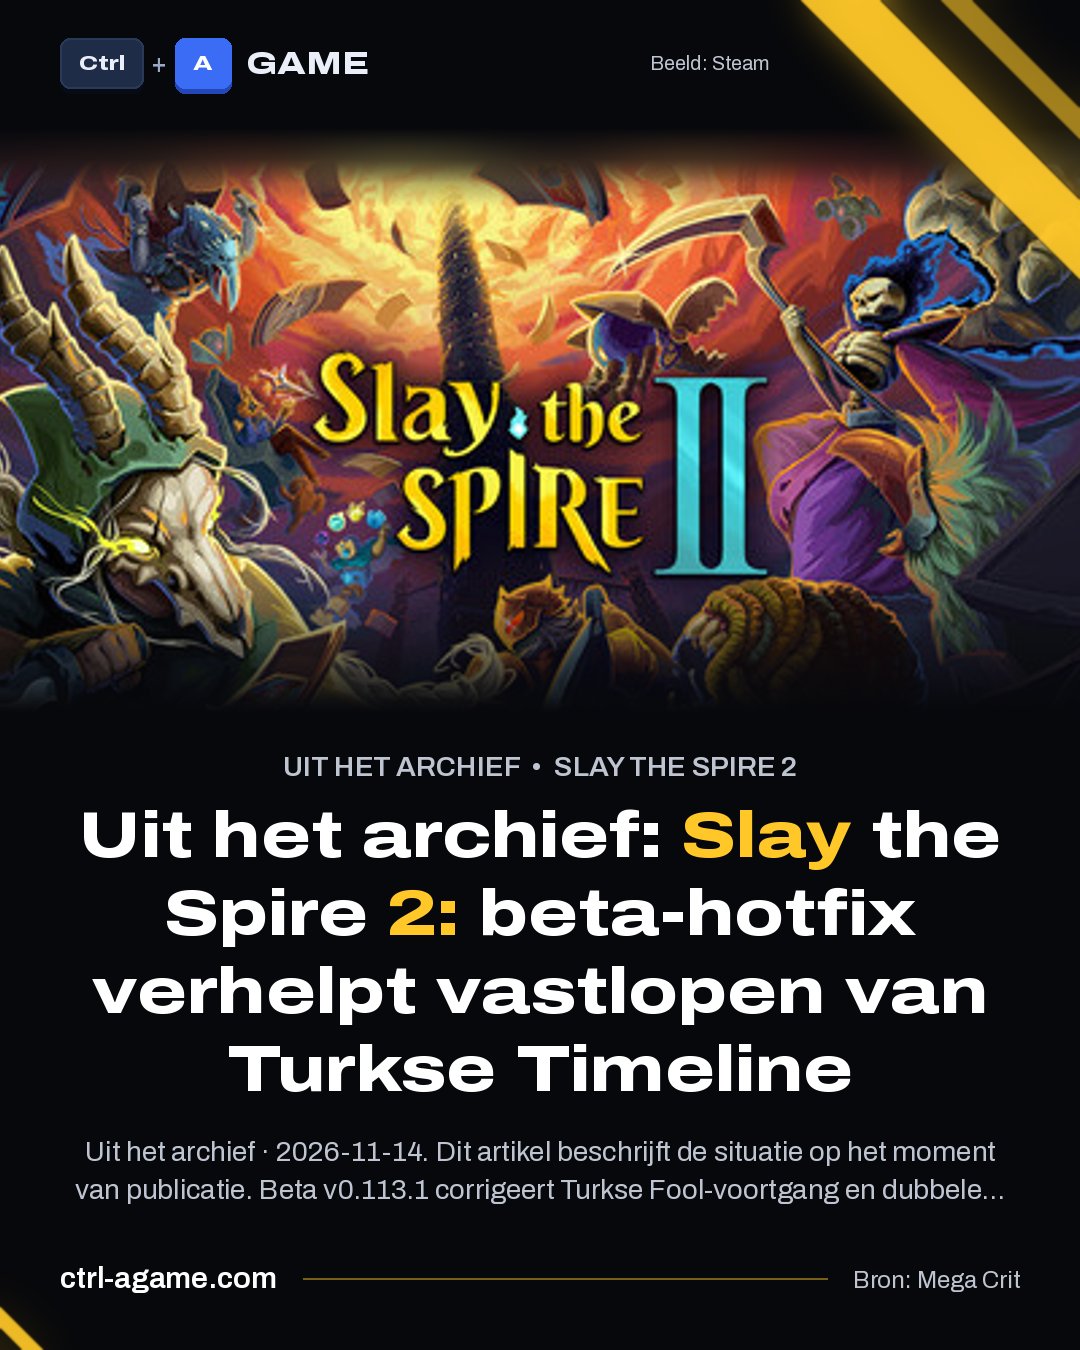 Ctrl + A GAME
Beeld: Steam
Slay the
SPIRE II
UIT HET ARCHIEF • SLAY THE SPIRE 2
Uit het archief: Slay the
Spire 2: beta-hotfix
verhelpt vastlopen van
Turkse Timeline
Uit het archief · 2026-11-14. Dit artikel beschrijft de situatie op het moment
van publicatie. Beta v0.113.1 corrigeert Turkse Fool-voortgang en dubbele...
ctrl-agame.com
Bron: Mega Crit